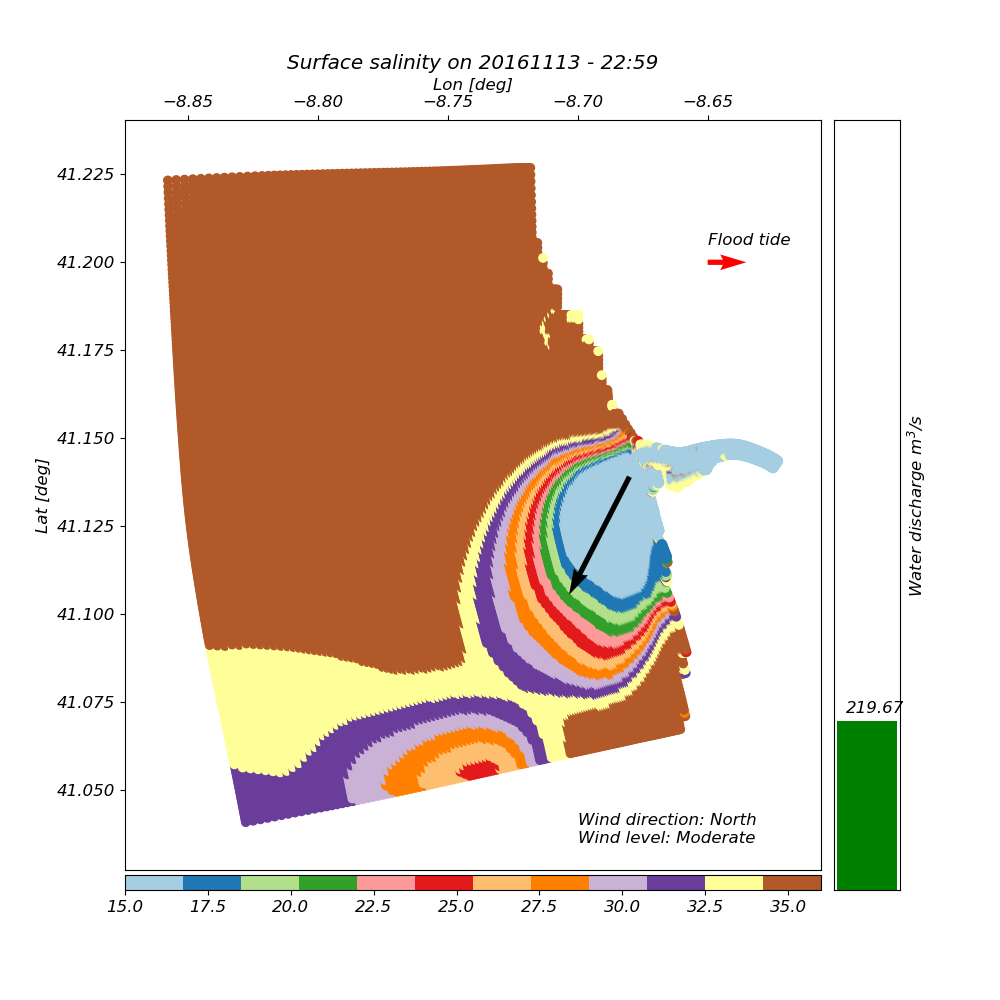 Surface salinity on 20161113 - 22:59
Lon [deg]
−8.85 −8.80 −8.75 −8.70 −8.65
41.225
41.200
41.175
41.150
41.125
41.100
41.075
41.050
Lat [deg]
Flood tide
Wind direction: North
Wind level: Moderate
219.67
Water discharge m³/s
15.0 17.5 20.0 22.5 25.0 27.5 30.0 32.5 35.0